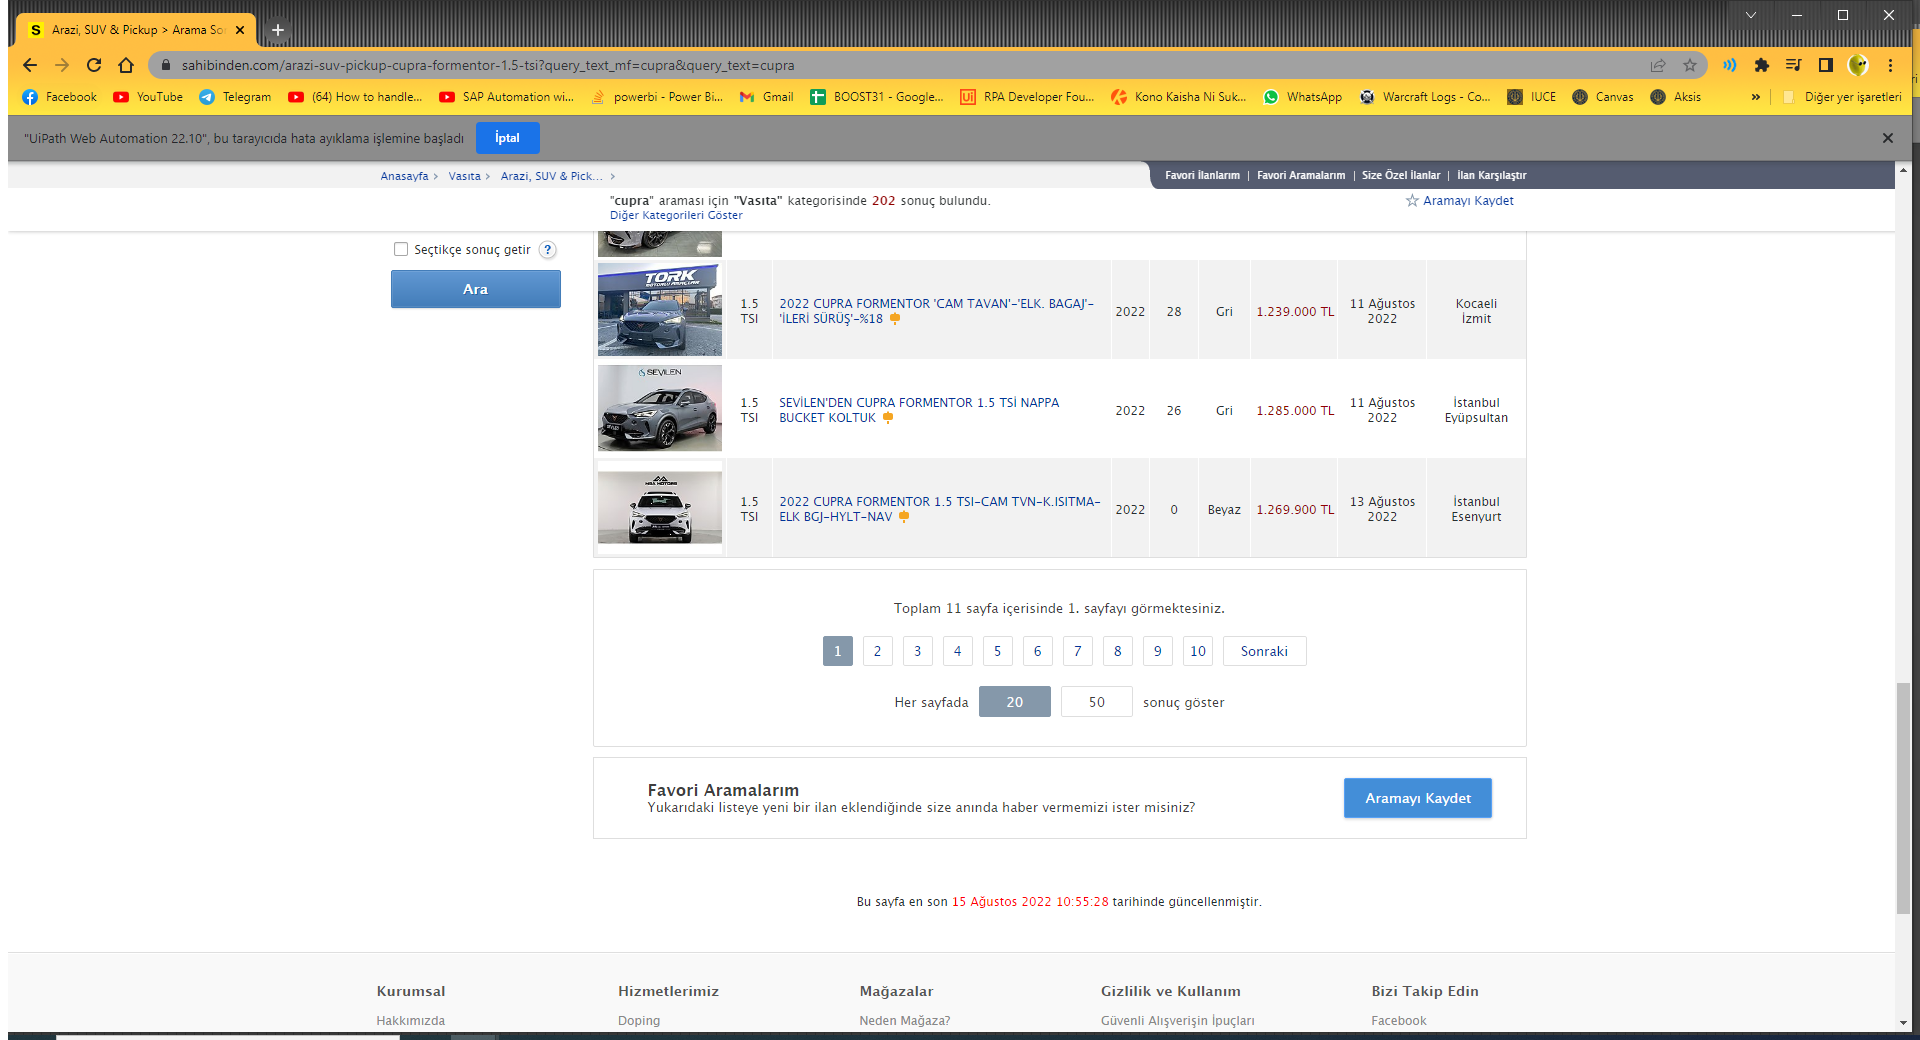 Arazi, SUV & Pickup > Arama So
sahibinden.com/arazi-suv-pickup-cupra-formentor-1.5-tsi?query_text_mf=cupra&query_text=cupra
Facebook YouTube Telegram (64) How to handle... SAP Automation wi... powerbi - Power Bi... Gmail BOOST31 - Google... RPA Developer Fou... Kono Kaisha Ni Suk... WhatsApp Warcraft Logs - Co... IUCE Canvas Aksis » Diğer yer işaretleri
"UiPath Web Automation 22.10", bu tarayıcıda hata ayıklama işlemine başladı İptal
Anasayfa > Vasıta > Arazi, SUV & Pick... > Favori İlanlarım | Favori Aramalarım | Size Özel İlanlar | İlan Karşılaştır
"cupra" araması için "Vasıta" kategorisinde 202 sonuç bulundu. Aramayı Kaydet
Diğer Kategorileri Göster
Seçtikçe sonuç getir ?
Ara
TORK
1.5 TSI 2022 CUPRA FORMENTOR 'CAM TAVAN'-'ELK. BAGAJ'-'İLERİ SÜRÜŞ'-%18 2022 28 Gri 1.239.000 TL 11 Ağustos 2022 Kocaeli İzmit
SEVİLEN
1.5 TSI SEVİLEN'DEN CUPRA FORMENTOR 1.5 TSİ NAPPA BUCKET KOLTUK 2022 26 Gri 1.285.000 TL 11 Ağustos 2022 İstanbul Eyüpsultan
1.5 TSI 2022 CUPRA FORMENTOR 1.5 TSI-CAM TVN-K.ISITMA-ELK BGJ-HYLT-NAV 2022 0 Beyaz 1.269.900 TL 13 Ağustos 2022 İstanbul Esenyurt
Toplam 11 sayfa içerisinde 1. sayfayı görmektesiniz.
1 2 3 4 5 6 7 8 9 10 Sonraki
Her sayfada 20 50 sonuç göster
Favori Aramalarım
Yukarıdaki listeye yeni bir ilan eklendiğinde size anında haber vermemizi ister misiniz?
Aramayı Kaydet
Bu sayfa en son 15 Ağustos 2022 10:55:28 tarihinde güncellenmiştir.
Kurumsal Hizmetlerimiz Mağazalar Gizlilik ve Kullanım Bizi Takip Edin
Hakkımızda Doping Neden Mağaza? Güvenli Alışverişin İpuçları Facebook